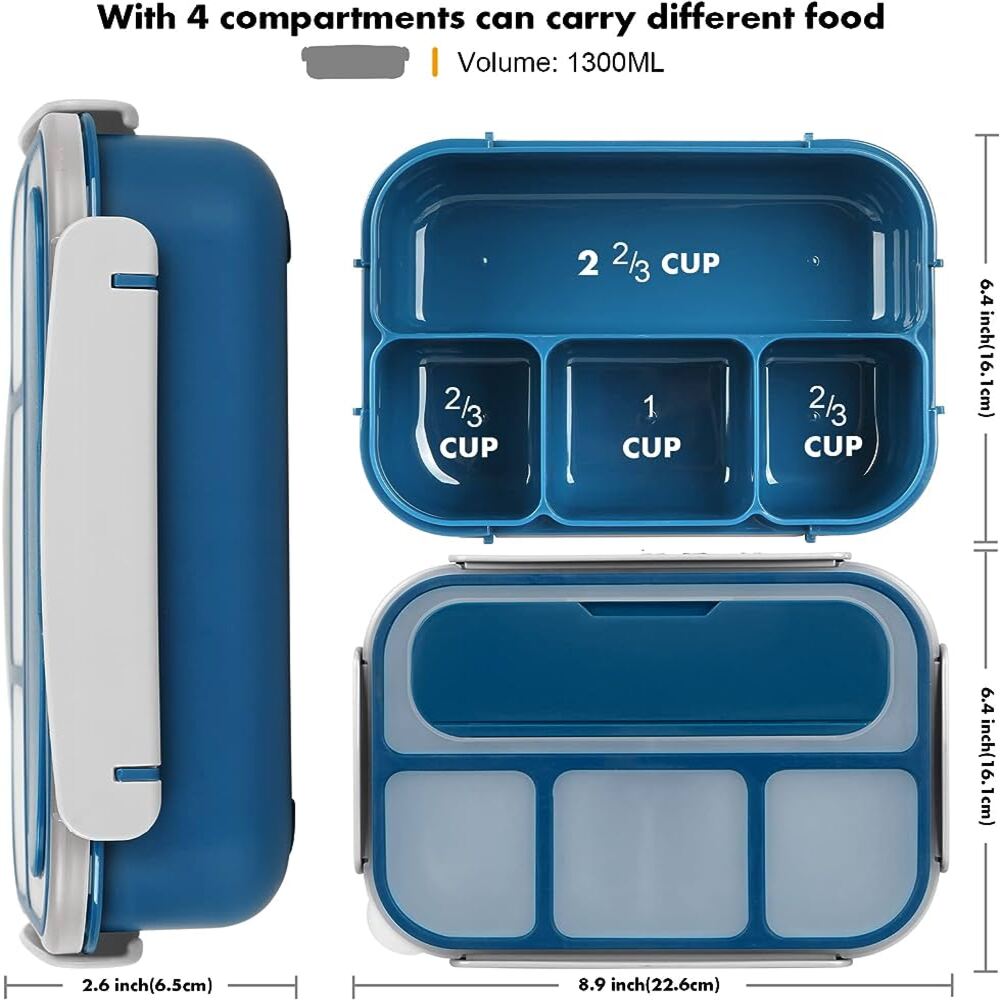 With 4 compartments can carry different food
Volume: 1300ML
2 2/3 CUP
2/3
CUP
1
CUP
2/3
CUP
6.4 inch(16.1cm)
6.4 inch(16.1cm)
2.6 inch(6.5cm)
8.9 inch(22.6cm)